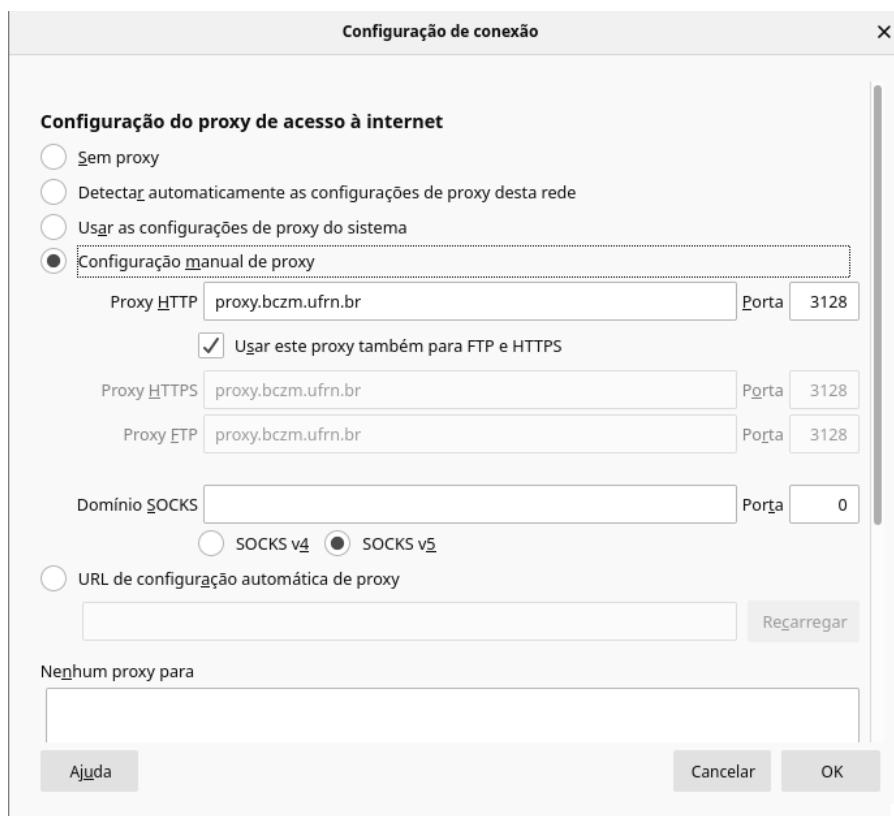 Configuração de conexão
Configuração do proxy de acesso à internet
Sem proxy
Detectar automaticamente as configurações de proxy desta rede
Usar as configurações de proxy do sistema
Configuração manual de proxy
Proxy HTTP proxy.bczm.ufrn.br Porta 3128
Usar este proxy também para FTP e HTTPS
Proxy HTTPS proxy.bczm.ufrn.br Porta 3128
Proxy FTP proxy.bczm.ufrn.br Porta 3128
Domínio SOCKS Porta 0
SOCKS v4 SOCKS v5
URL de configuração automática de proxy
Recarregar
Nenhum proxy para
Ajuda Cancelar OK